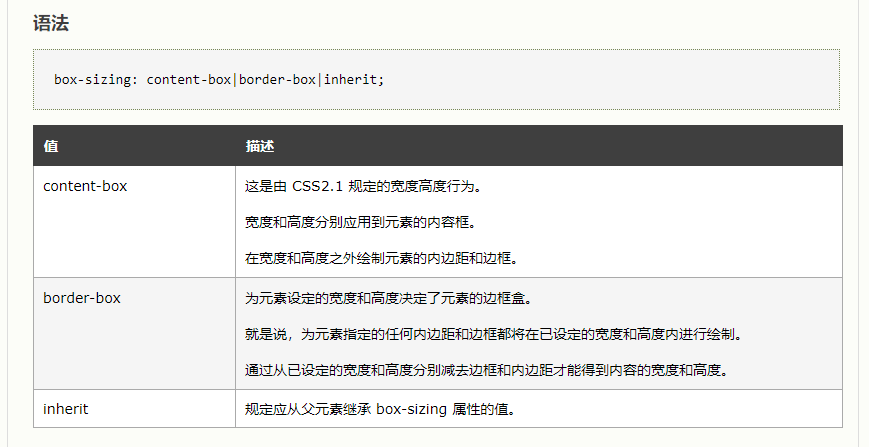 语法
box-sizing: content-box|border-box|inherit;
值 描述
content-box 这是由 CSS2.1 规定的宽度高度行为。
宽度和高度分别应用到元素的内容框。
在宽度和高度之外绘制元素的内边距和边框。
border-box 为元素设定的宽度和高度决定了元素的边框盒。
就是说，为元素指定的任何内边距和边框都将在已设定的宽度和高度内进行绘制。
通过从已设定的宽度和高度分别减去边框和内边距才能得到内容的宽度和高度。
inherit 规定应从父元素继承 box-sizing 属性的值。